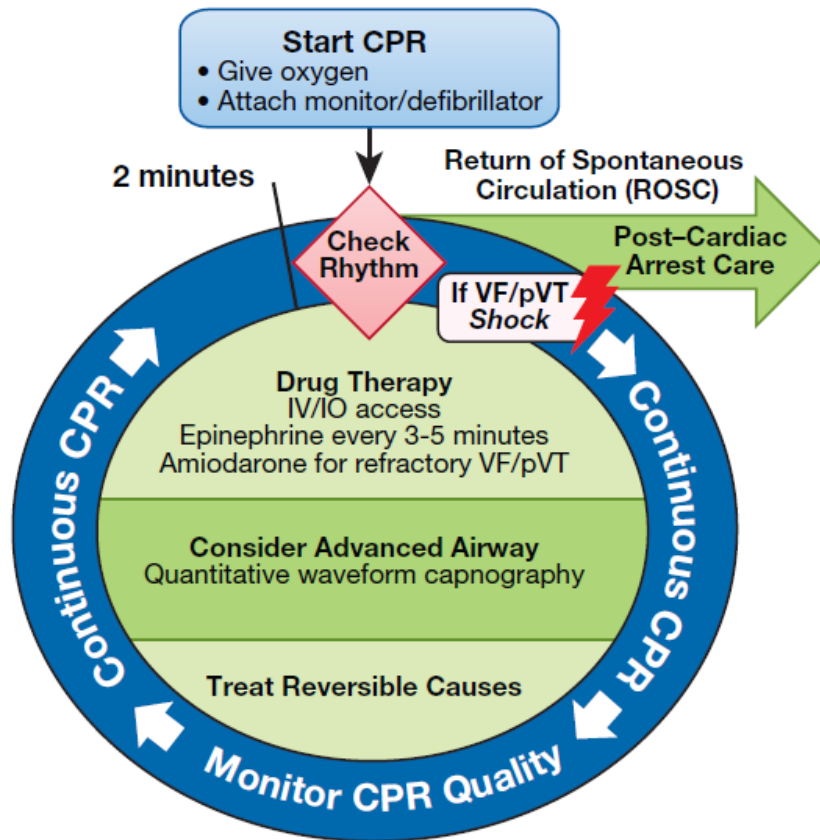 Start CPR
• Give oxygen
• Attach monitor/defibrillator
2 minutes
Return of Spontaneous
Circulation (ROSC)
Post–Cardiac
Arrest Care
Check
Rhythm
If VF/pVT
Shock
Drug Therapy
IV/IO access
Epinephrine every 3-5 minutes
Amiodarone for refractory VF/pVT
Consider Advanced Airway
Quantitative waveform capnography
Treat Reversible Causes
Continuous CPR
Monitor CPR Quality
Continuous CPR